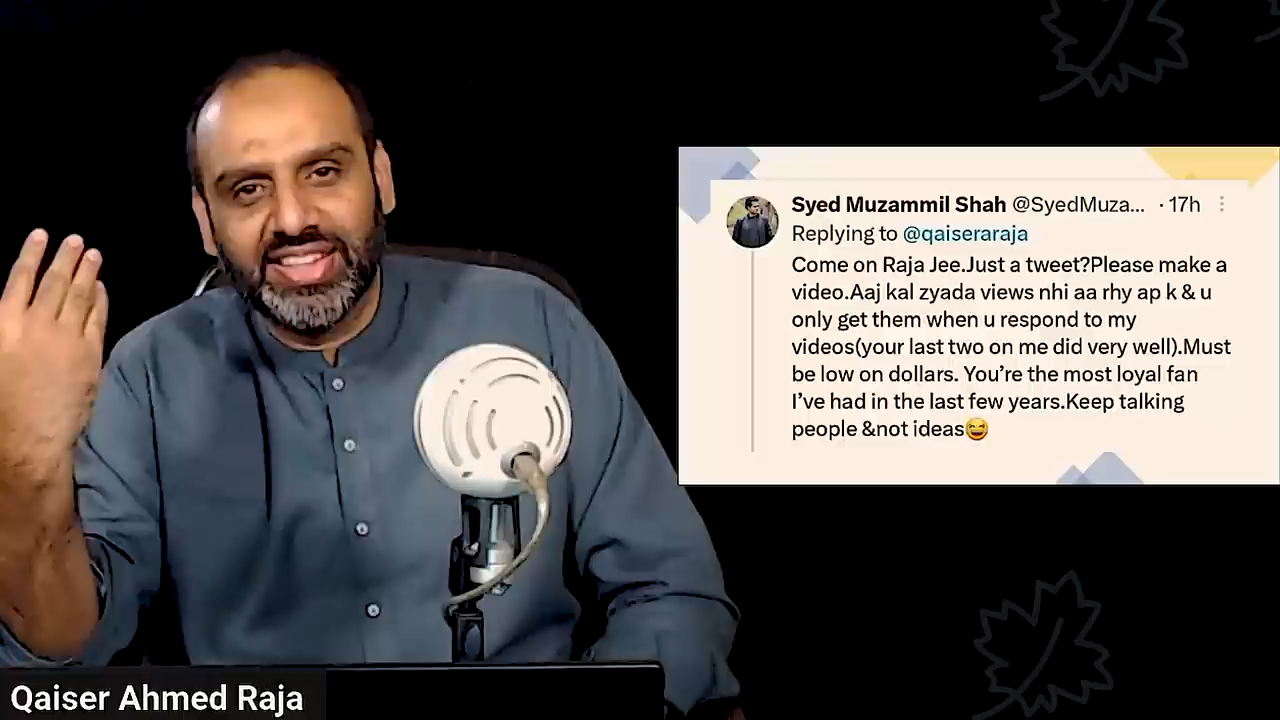 Syed Muzammil Shah @SyedMuza... · 17h
Replying to @qaiseraraja
Come on Raja Jee.Just a tweet?Please make a
video.Aaj kal zyada views nhi aa rhy ap k & u
only get them when u respond to my
videos(your last two on me did very well).Must
be low on dollars. You’re the most loyal fan
I’ve had in the last few years.Keep talking
people &not ideas😆
Qaiser Ahmed Raja